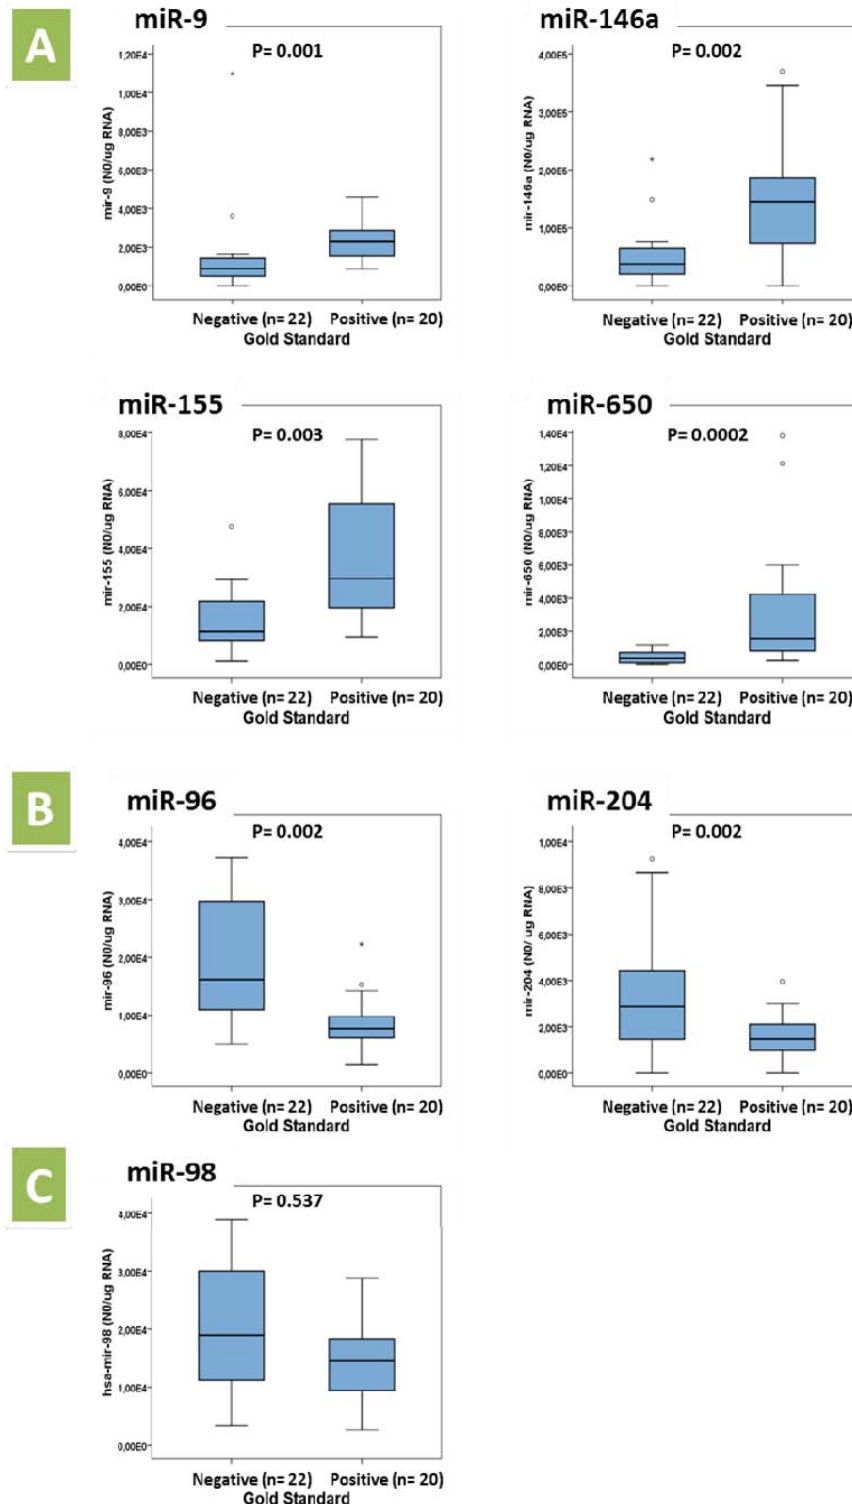 A
miR-9
P= 0.001
mir-9 (N0/ug RNA)
1,20E4
1,00E4
8,00E3
6,00E3
4,00E3
2,00E3
0,00E0
Negative (n= 22) Positive (n= 20)
Gold Standard
miR-146a
P= 0.002
mir-146a (N0/ug RNA)
4,00E5
3,00E5
2,00E5
1,00E5
0,00E0
Negative (n= 22) Positive (n= 20)
Gold Standard
miR-155
P= 0.003
mir-155 (N0/ug RNA)
8,00E4
6,00E4
4,00E4
2,00E4
0,00E0
Negative (n= 22) Positive (n= 20)
Gold Standard
miR-650
P= 0.0002
mir-650 (N0/ug RNA)
1,40E4
1,20E4
1,00E4
8,00E3
6,00E3
4,00E3
2,00E3
0,00E0
Negative (n= 22) Positive (n= 20)
Gold Standard
B
miR-96
P= 0.002
mir-96 (N0/ug RNA)
4,00E4
3,00E4
2,00E4
1,00E4
0,00E0
Negative (n= 22) Positive (n= 20)
Gold Standard
miR-204
P= 0.002
mir-204 (N0/ ug RNA)
1,00E4
8,00E3
6,00E3
4,00E3
2,00E3
0,00E0
Negative (n= 22) Positive (n= 20)
Gold Standard
C
miR-98
P= 0.537
hsa-mir-98 (N0/ug RNA)
4,00E4
3,00E4
2,00E4
1,00E4
0,00E0
Negative (n= 22) Positive (n= 20)
Gold Standard